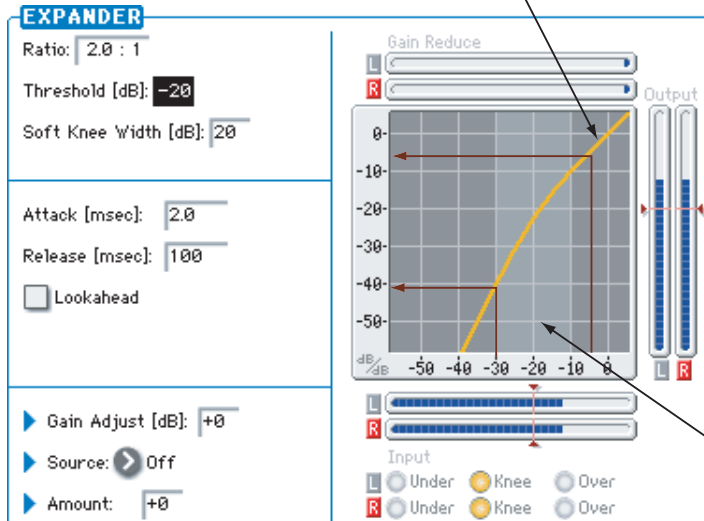 EXPANDER
Ratio: 2.0 : 1
Threshold [dB]: -20
Soft Knee Width [dB]: 20
Attack [msec]: 2.0
Release [msec]: 100
Lookahead
Gain Adjust [dB]: +0
Source: Off
Amount: +0
Gain Reduce
L
R
Output
0-
-10-
-20-
-30-
-40-
-50-
dB/dB -50 -40 -30 -20 -10 0
L R
L
R
Input
L Under Knee Over
R Under Knee Over